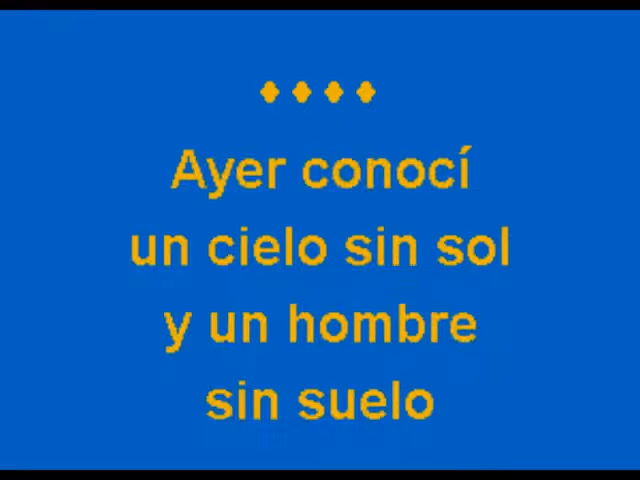 Ayer conocí
un cielo sin sol
y un hombre
sin suelo